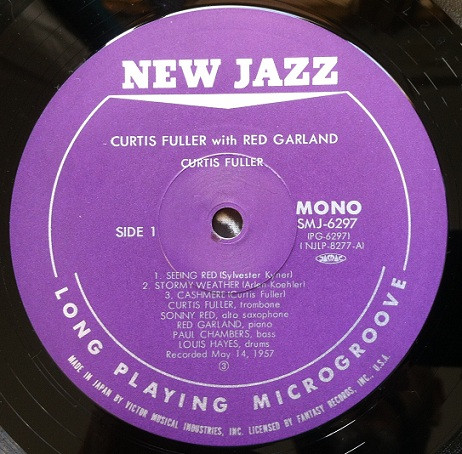 NEW JAZZ
CURTIS FULLER with RED GARLAND
CURTIS FULLER
SIDE 1
MONO
SMJ-6297
(PG-6297)
(NJLP-8277-A)
1. SEEING RED (Sylvester Kyner)
2. STORMY WEATHER (Arlen-Koehler)
3. CASHMERE (Curtis Fuller)
CURTIS FULLER, trombone
SONNY RED, alto saxophone
RED GARLAND, piano
PAUL CHAMBERS, bass
LOUIS HAYES, drums
Recorded May 14, 1957
③
LONG PLAYING MICROGROOVE
MADE IN JAPAN BY VICTOR MUSICAL INDUSTRIES, INC. LICENSED BY FANTASY RECORDS, INC., U.S.A.